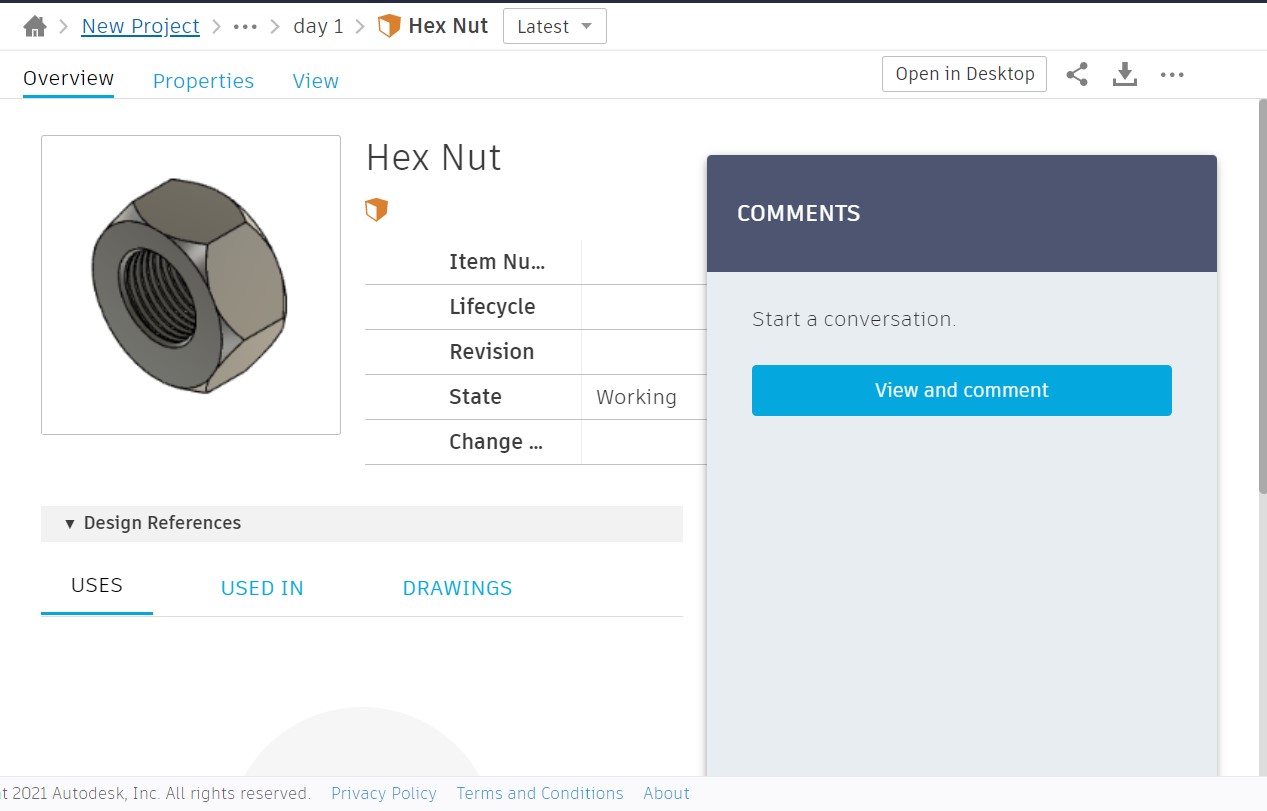 New Project ··· day 1 Hex Nut Latest
Overview Properties View Open in Desktop ···
Hex Nut
Item Nu...
Lifecycle
Revision
State Working
Change ...
COMMENTS
Start a conversation.
View and comment
▼ Design References
USES USED IN DRAWINGS
2021 Autodesk, Inc. All rights reserved. Privacy Policy Terms and Conditions About